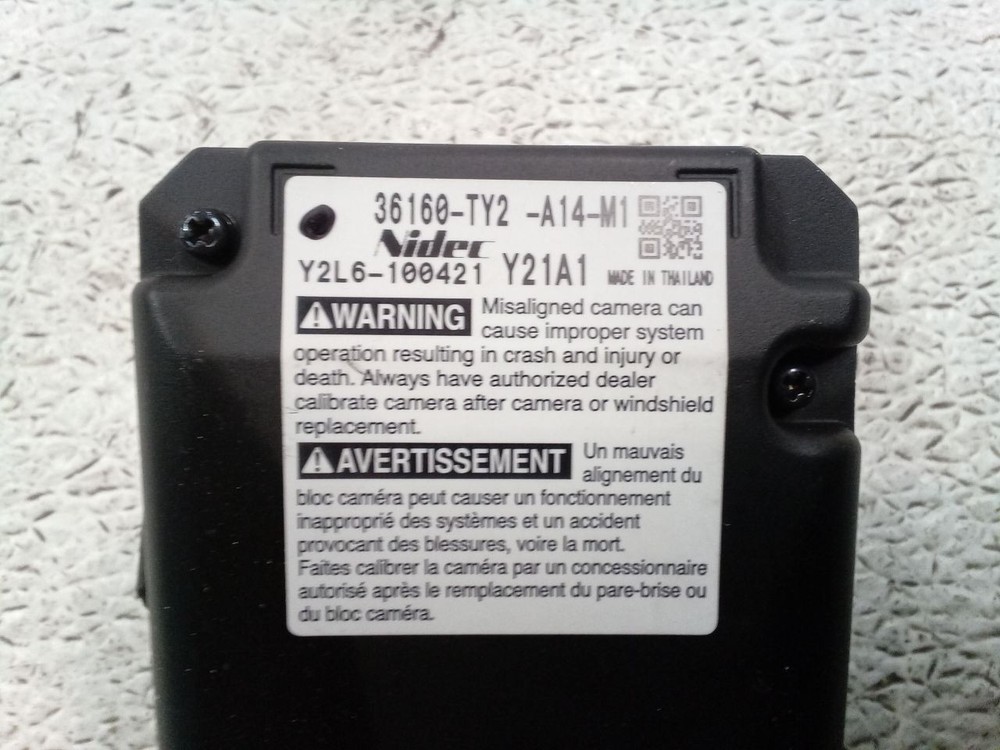 36160-TY2 -A14-M1
Nidec
Y2L6-100421 Y21A1 MADE IN THAILAND
WARNING Misaligned camera can
cause improper system
operation resulting in crash and injury or
death. Always have authorized dealer
calibrate camera after camera or windshield
replacement.
AVERTISSEMENT Un mauvais
alignement du
bloc caméra peut causer un fonctionnement
inapproprié des systèmes et un accident
provocant des blessures, voire la mort.
Faites calibrer la caméra par un concessionnaire
autorisé après le remplacement du pare-brise ou
du bloc caméra.